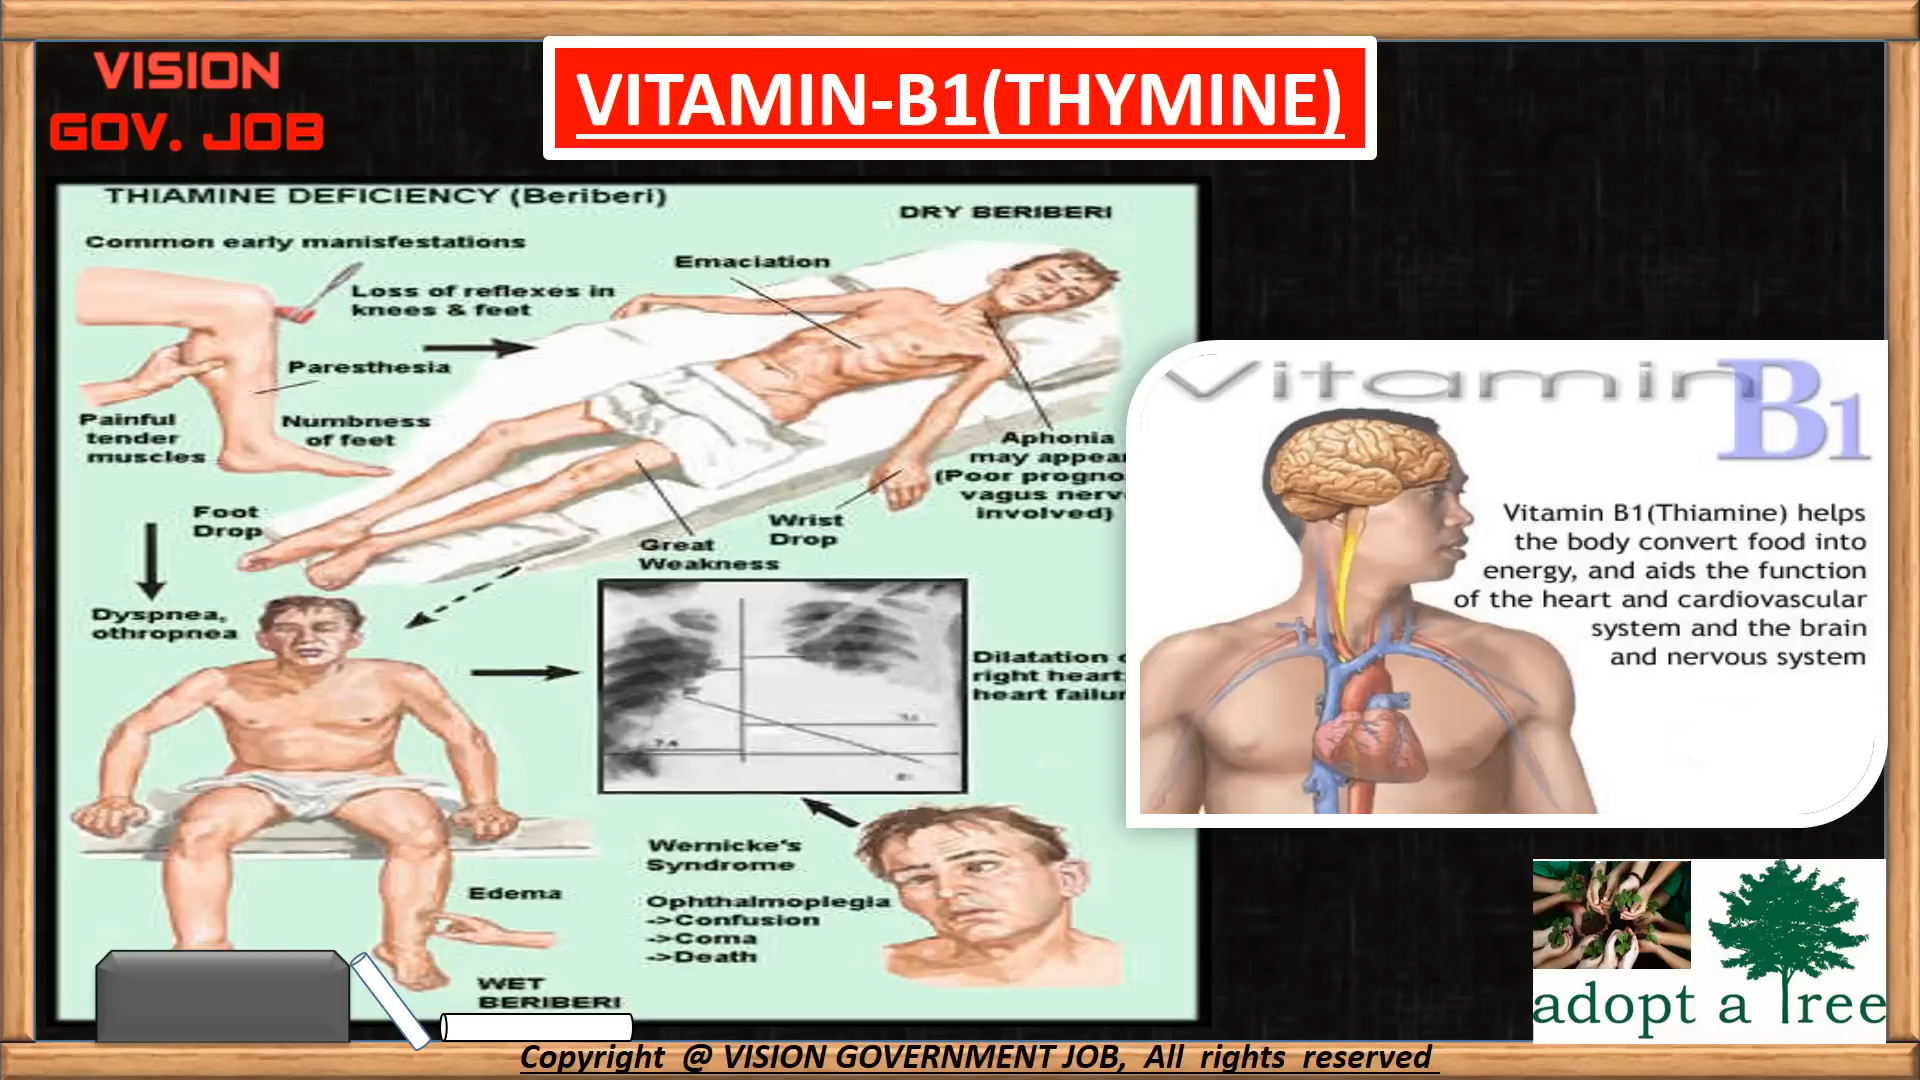 VISION
GOV. JOB
VITAMIN-B1(THYMINE)
THIAMINE DEFICIENCY (Beriberi)
DRY BERIBERI
Common early manisfestations
Emaciation
Loss of reflexes in
knees & feet
Paresthesia
Painful
tender
muscles
Numbness
of feet
Aphonia
may appea
(Poor progno
vagus nerv
involved)
Foot
Drop
Wrist
Drop
Great
Weakness
Dyspnea,
othropnea
Dilatation
right heart
heart failur
Wernicke's
Syndrome
Ophthalmoplegia
->Confusion
->Coma
->Death
Edema
WET
BERIBERI
Vitamin B1
Vitamin B1(Thiamine) helps
the body convert food into
energy, and aids the function
of the heart and cardiovascular
system and the brain
and nervous system
adopt a Tree
Copyright @ VISION GOVERNMENT JOB, All rights reserved